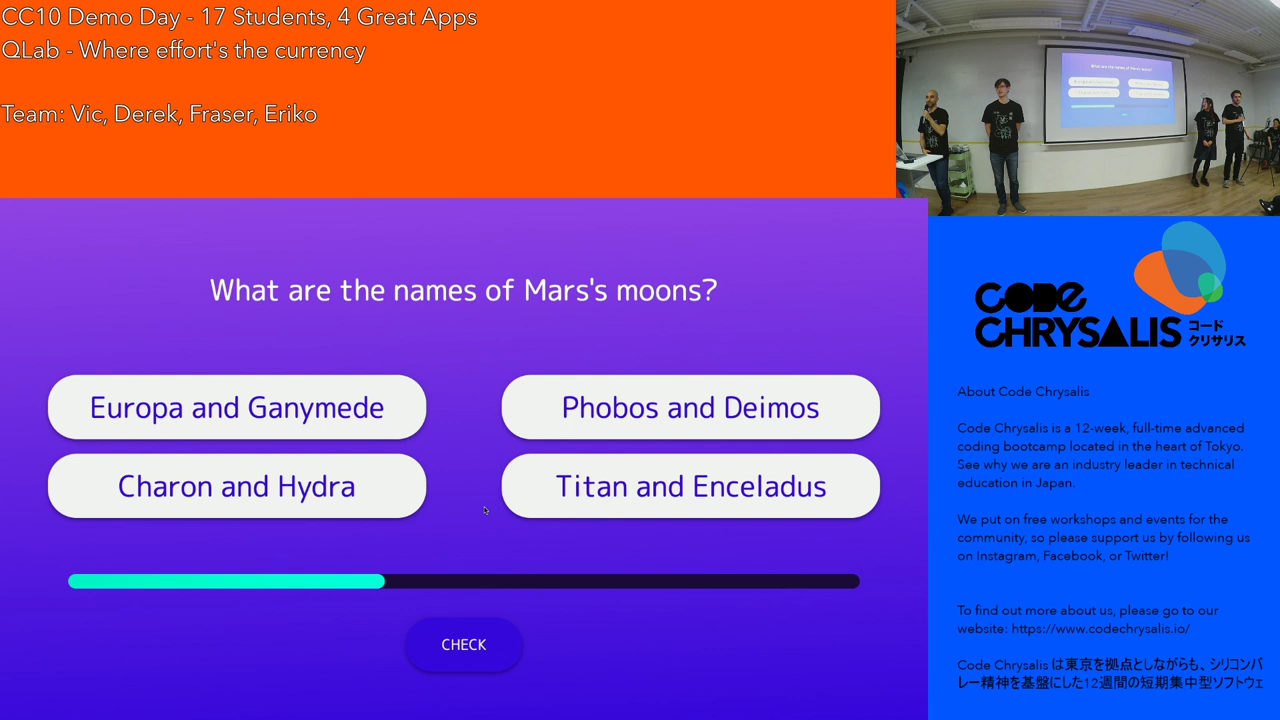 CC10 Demo Day - 17 Students, 4 Great Apps
QLab - Where effort's the currency
Team: Vic, Derek, Fraser, Eriko
What are the names of Mars's moons?
What are the names of Mars's moons?
Europa and Ganymede
Phobos and Deimos
Charon and Hydra
Titan and Enceladus
CHECK
CODE
CHRYSALIS
コード
クリサリス
About Code Chrysalis
Code Chrysalis is a 12-week, full-time advanced
coding bootcamp located in the heart of Tokyo.
See why we are an industry leader in technical
education in Japan.
We put on free workshops and events for the
community, so please support us by following us
on Instagram, Facebook, or Twitter!
To find out more about us, please go to our
website: https://www.codechrysalis.io/
Code Chrysalis は東京を拠点としながらも、シリコンバ
レー精神を基盤にした12週間の短期集中型ソフトウェ